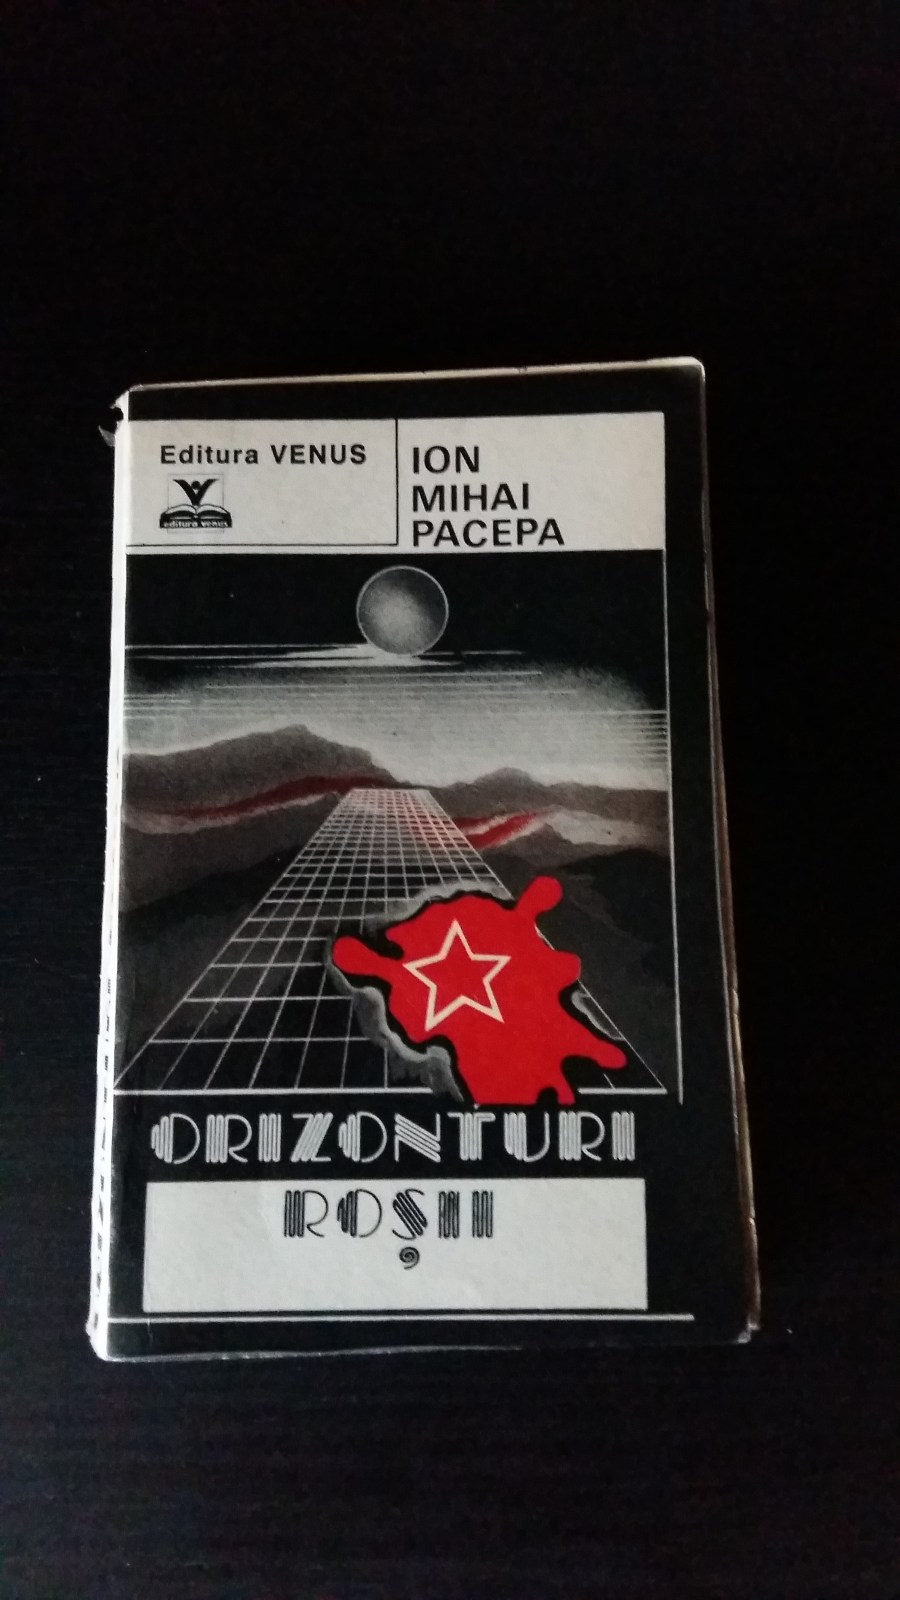 Editura VENUS
editura venus
ION
MIHAI
PACEPA
ORIZONTURI
ROȘII